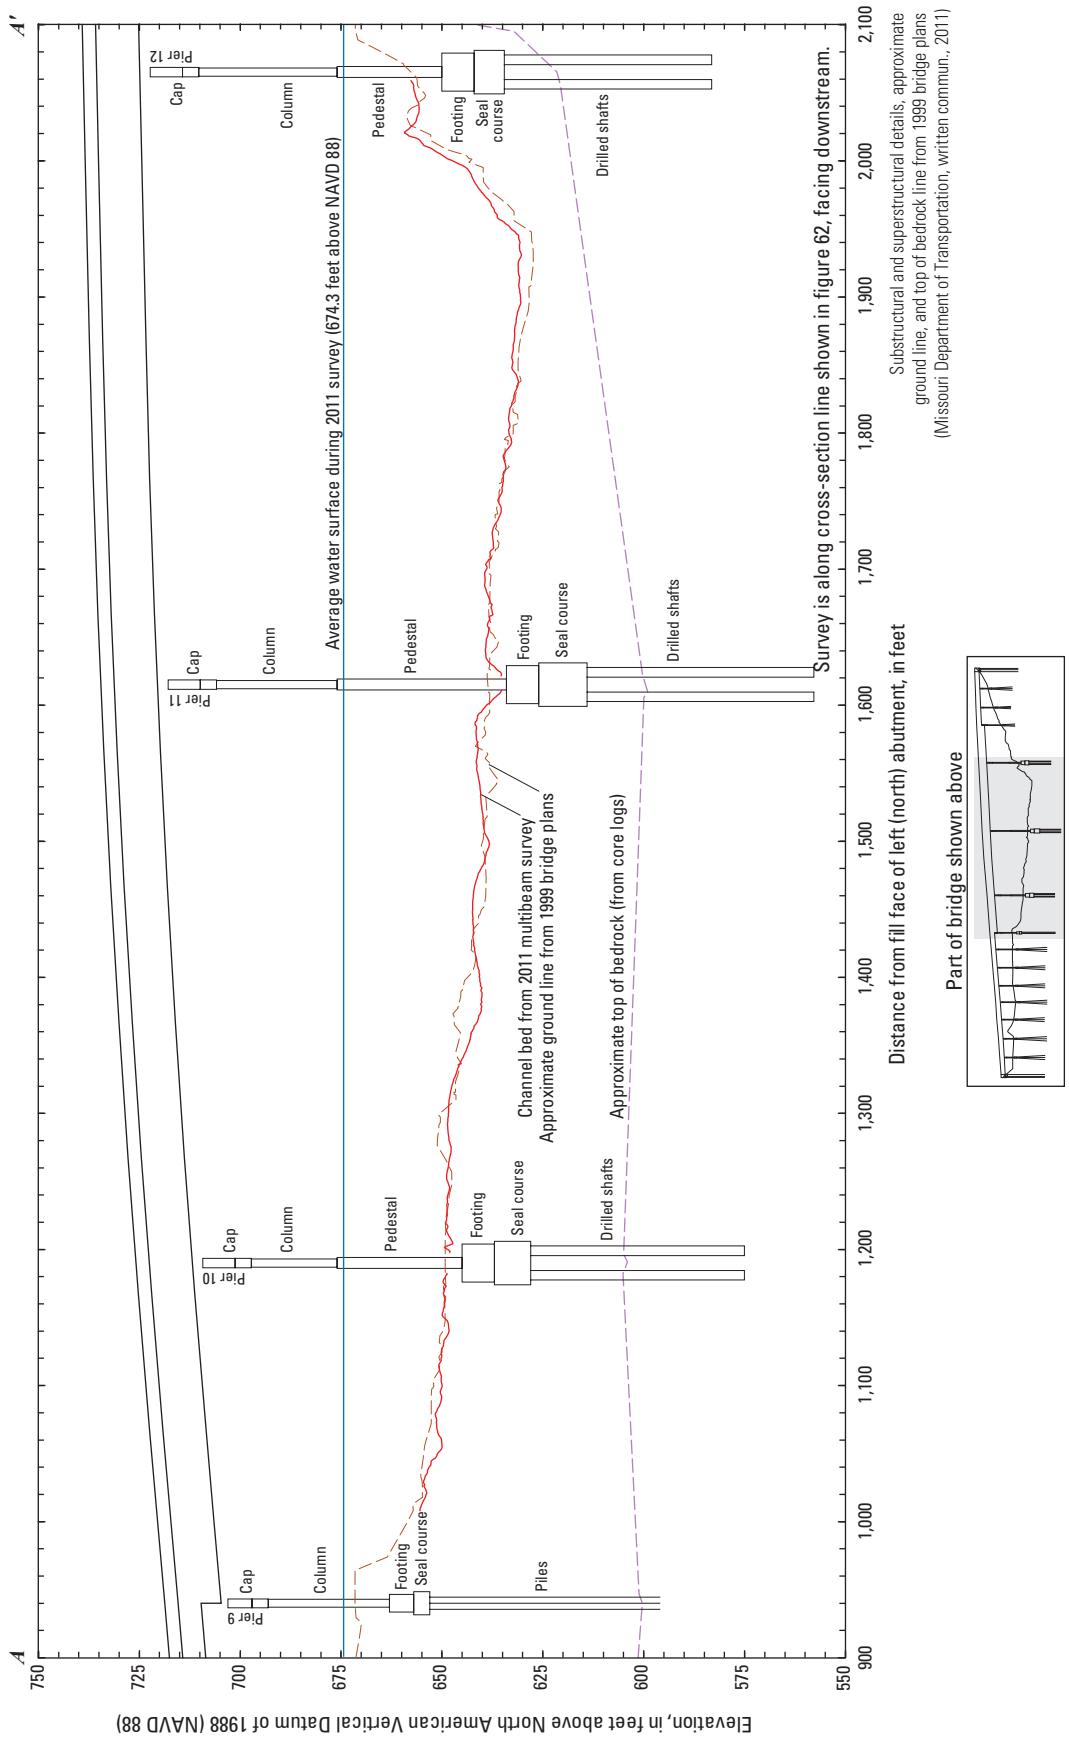 A
A'
Elevation, in feet above North American Vertical Datum of 1988 (NAVD 88)
750
725
700
675
650
625
600
575
550
Pier 9
Cap
Column
Footing
Seal course
Piles
Pier 10
Cap
Column
Pedestal
Footing
Seal course
Drilled shafts
Pier 11
Cap
Column
Pedestal
Footing
Seal course
Drilled shafts
Pier 12
Cap
Column
Pedestal
Footing
Seal
course
Drilled shafts
Average water surface during 2011 survey (674.3 feet above NAVD 88)
Channel bed from 2011 multibeam survey
Approximate ground line from 1999 bridge plans
Approximate top of bedrock (from core logs)
Survey is along cross-section line shown in figure 62, facing downstream.
900
1,000
1,100
1,200
1,300
1,400
1,500
1,600
1,700
1,800
1,900
2,000
2,100
Distance from fill face of left (north) abutment, in feet
Substructural and superstructural details, approximate
ground line, and top of bedrock line from 1999 bridge plans
(Missouri Department of Transportation, written commun., 2011)
Part of bridge shown above